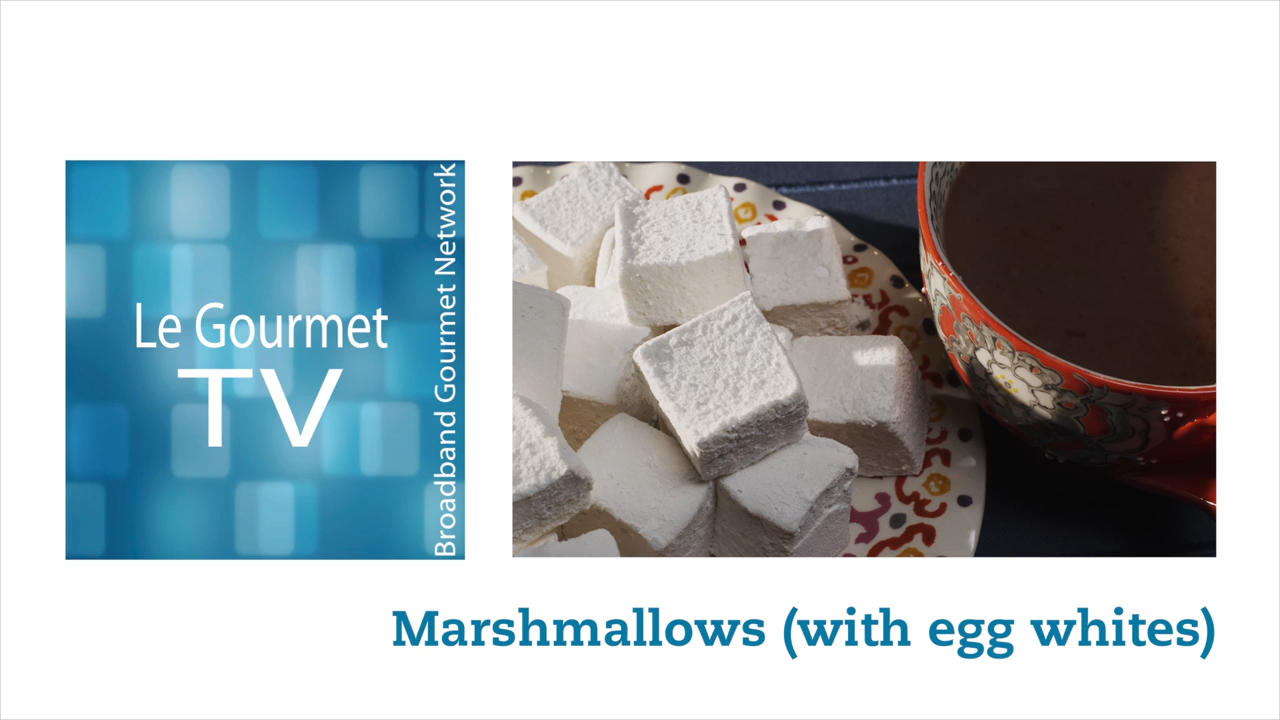 Le Gourmet
TV
Broadband Gourmet Network
Marshmallows (with egg whites)